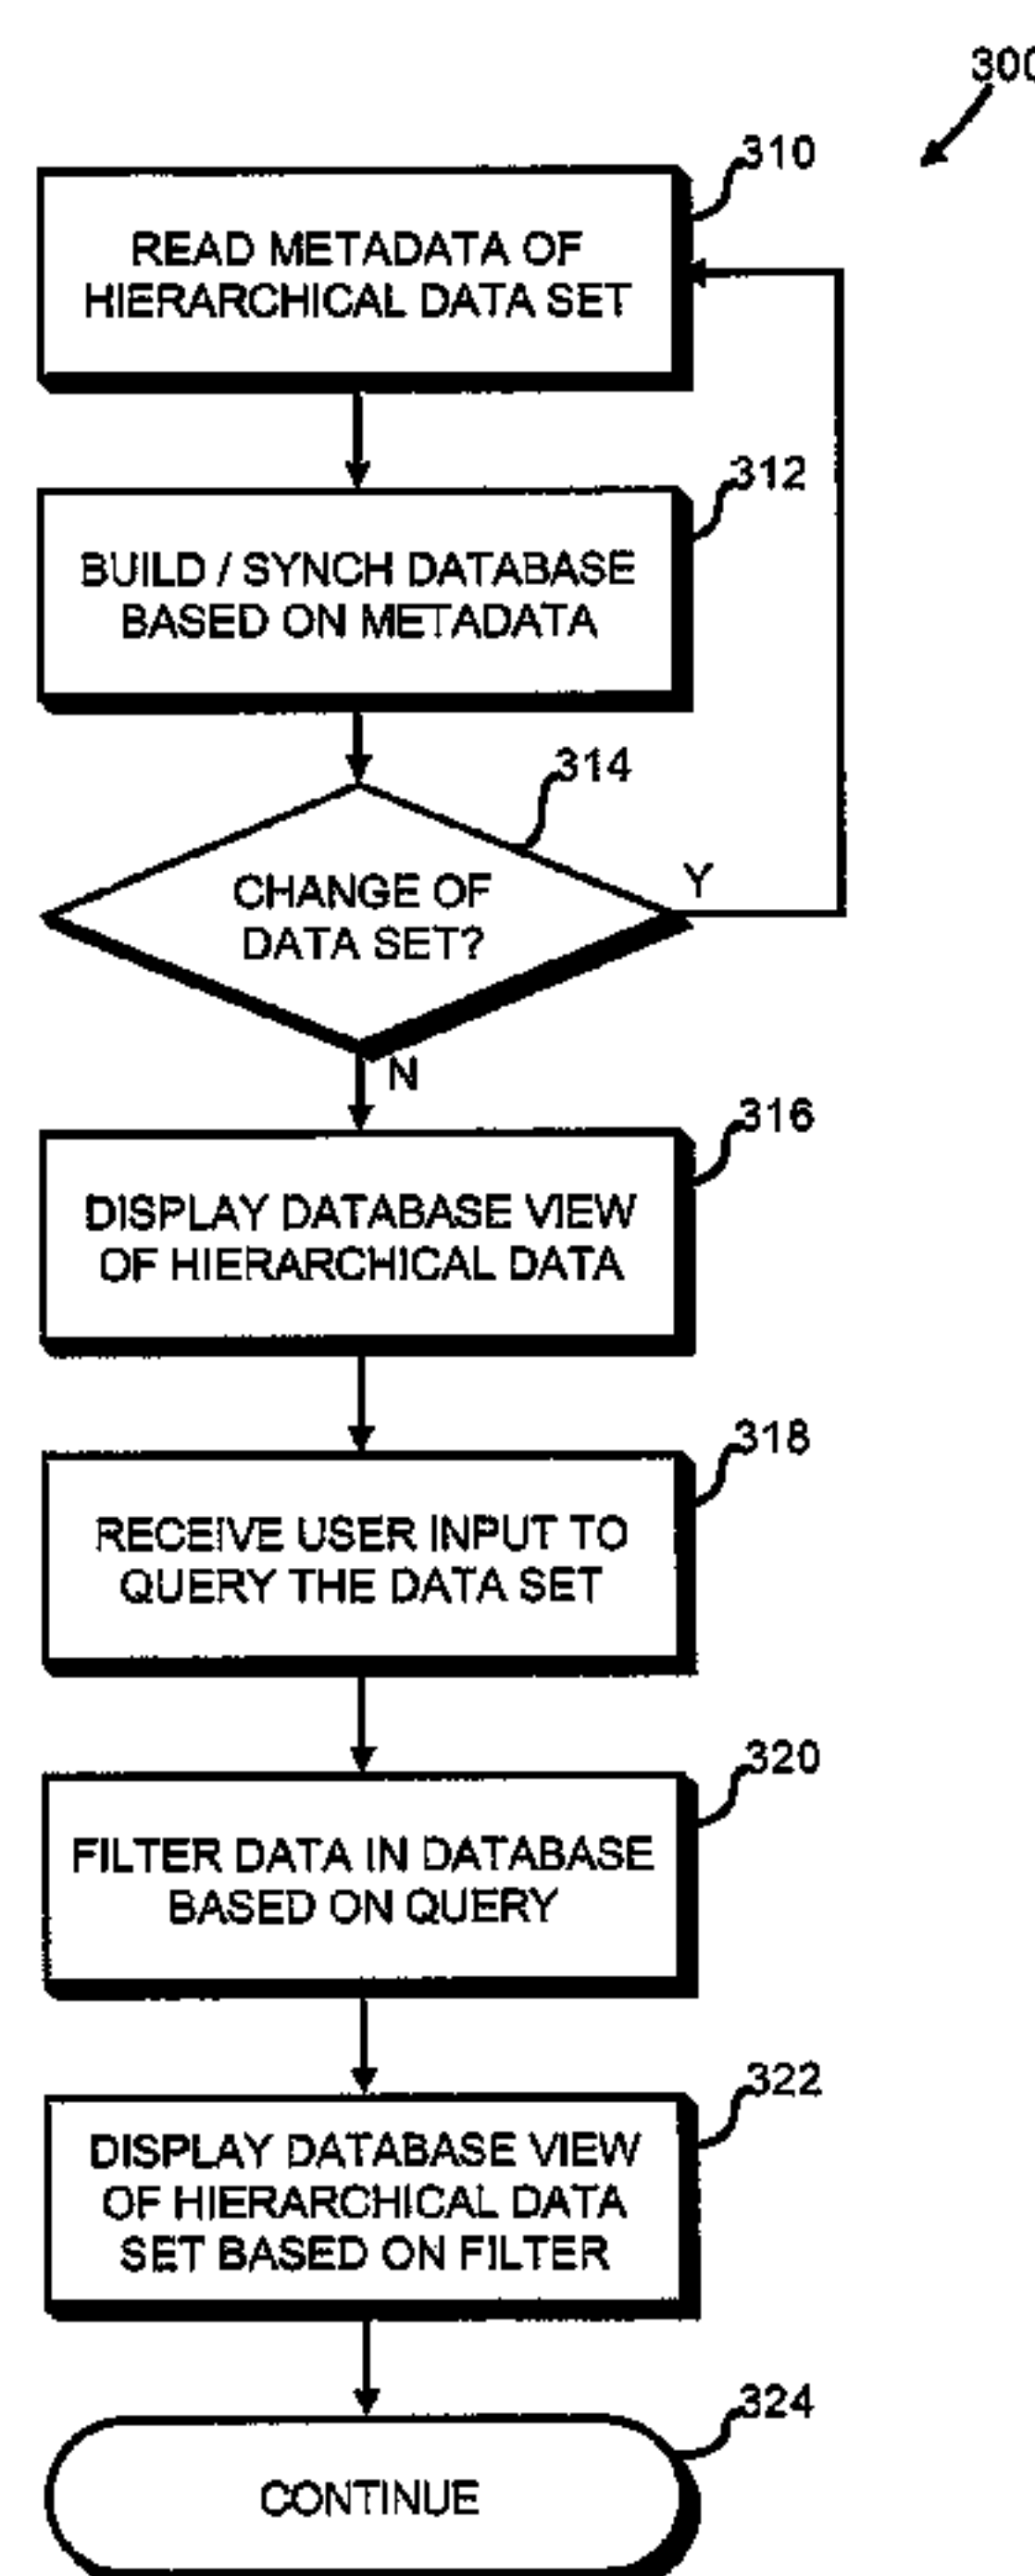 300
310
READ METADATA OF
HIERARCHICAL DATA SET
312
BUILD / SYNCH DATABASE
BASED ON METADATA
314
CHANGE OF
DATA SET?
Y
N
316
DISPLAY DATABASE VIEW
OF HIERARCHICAL DATA
318
RECEIVE USER INPUT TO
QUERY THE DATA SET
320
FILTER DATA IN DATABASE
BASED ON QUERY
322
DISPLAY DATABASE VIEW
OF HIERARCHICAL DATA
SET BASED ON FILTER
324
CONTINUE